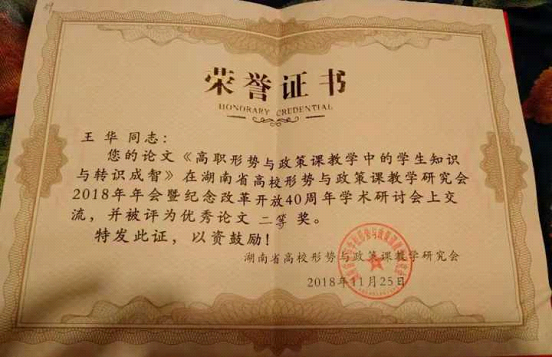 荣誉证书
HONORARY CREDENTIAL
王华 同志：
您的论文《高职形势与政策课教学中的学生知识
与转识成智》在湖南省高校形势与政策课教学研究会
2018年年会暨纪念改革开放40周年学术研讨会上交
流，并被评为优秀论文 二等 奖。
特发此证，以资鼓励！
湖南省高校形势与政策课教学研究会
2018年11月25日